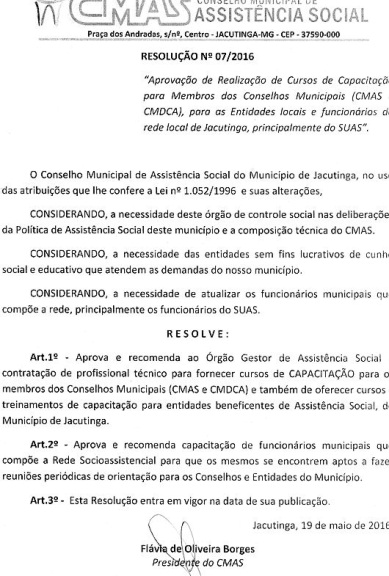 CMAS CONSELHO MUNICIPAL DE
ASSISTÊNCIA SOCIAL
Praça dos Andradas, s/nº, Centro - JACUTINGA-MG - CEP - 37590-000
RESOLUÇÃO Nº 07/2016
"Aprovação de Realização de Cursos de Capacitação
para Membros dos Conselhos Municipais (CMAS
CMDCA), para as Entidades locais e funcionários d
rede local de Jacutinga, principalmente do SUAS".
O Conselho Municipal de Assistência Social do Município de Jacutinga, no us
das atribuições que lhe confere a Lei nº 1.052/1996 e suas alterações,
CONSIDERANDO, a necessidade deste órgão de controle social nas deliberaçõe
da Política de Assistência Social deste município e a composição técnica do CMAS.
CONSIDERANDO, a necessidade das entidades sem fins lucrativos de cunh
social e educativo que atendem as demandas do nosso município.
CONSIDERANDO, a necessidade de atualizar os funcionários municipais qu
compõe a rede, principalmente os funcionários do SUAS.
RESOLVE:
Art.1º - Aprova e recomenda ao Órgão Gestor de Assistência Social
contratação de profissional técnico para fornecer cursos de CAPACITAÇÃO para o
membros dos Conselhos Municipais (CMAS e CMDCA) e também de oferecer cursos
treinamentos de capacitação para entidades beneficentes de Assistência Social, d
Município de Jacutinga.
Art.2º - Aprova e recomenda capacitação de funcionários municipais qu
compõe a Rede Socioassistencial para que os mesmos se encontrem aptos a faze
reuniões periódicas de orientação para os Conselhos e Entidades do Município.
Art.3º - Esta Resolução entra em vigor na data de sua publicação.
Jacutinga, 19 de maio de 2016
Flávia de Oliveira Borges
Presidente do CMAS